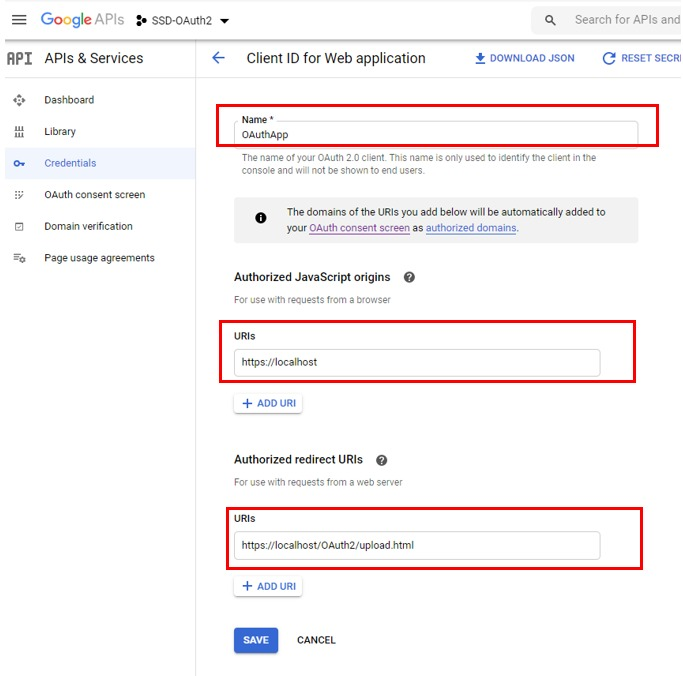 Google APIs SSD-OAuth2 Search for APIs and
API APIs & Services
Client ID for Web application DOWNLOAD JSON RESET SECR
Dashboard
Library
Credentials
OAuth consent screen
Domain verification
Page usage agreements
Name *
OAuthApp
The name of your OAuth 2.0 client. This name is only used to identify the client in the
console and will not be shown to end users.
The domains of the URIs you add below will be automatically added to
your OAuth consent screen as authorized domains.
Authorized JavaScript origins
For use with requests from a browser
URIs
https://localhost
+ ADD URI
Authorized redirect URIs
For use with requests from a web server
URIs
https://localhost/OAuth2/upload.html
+ ADD URI
SAVE CANCEL